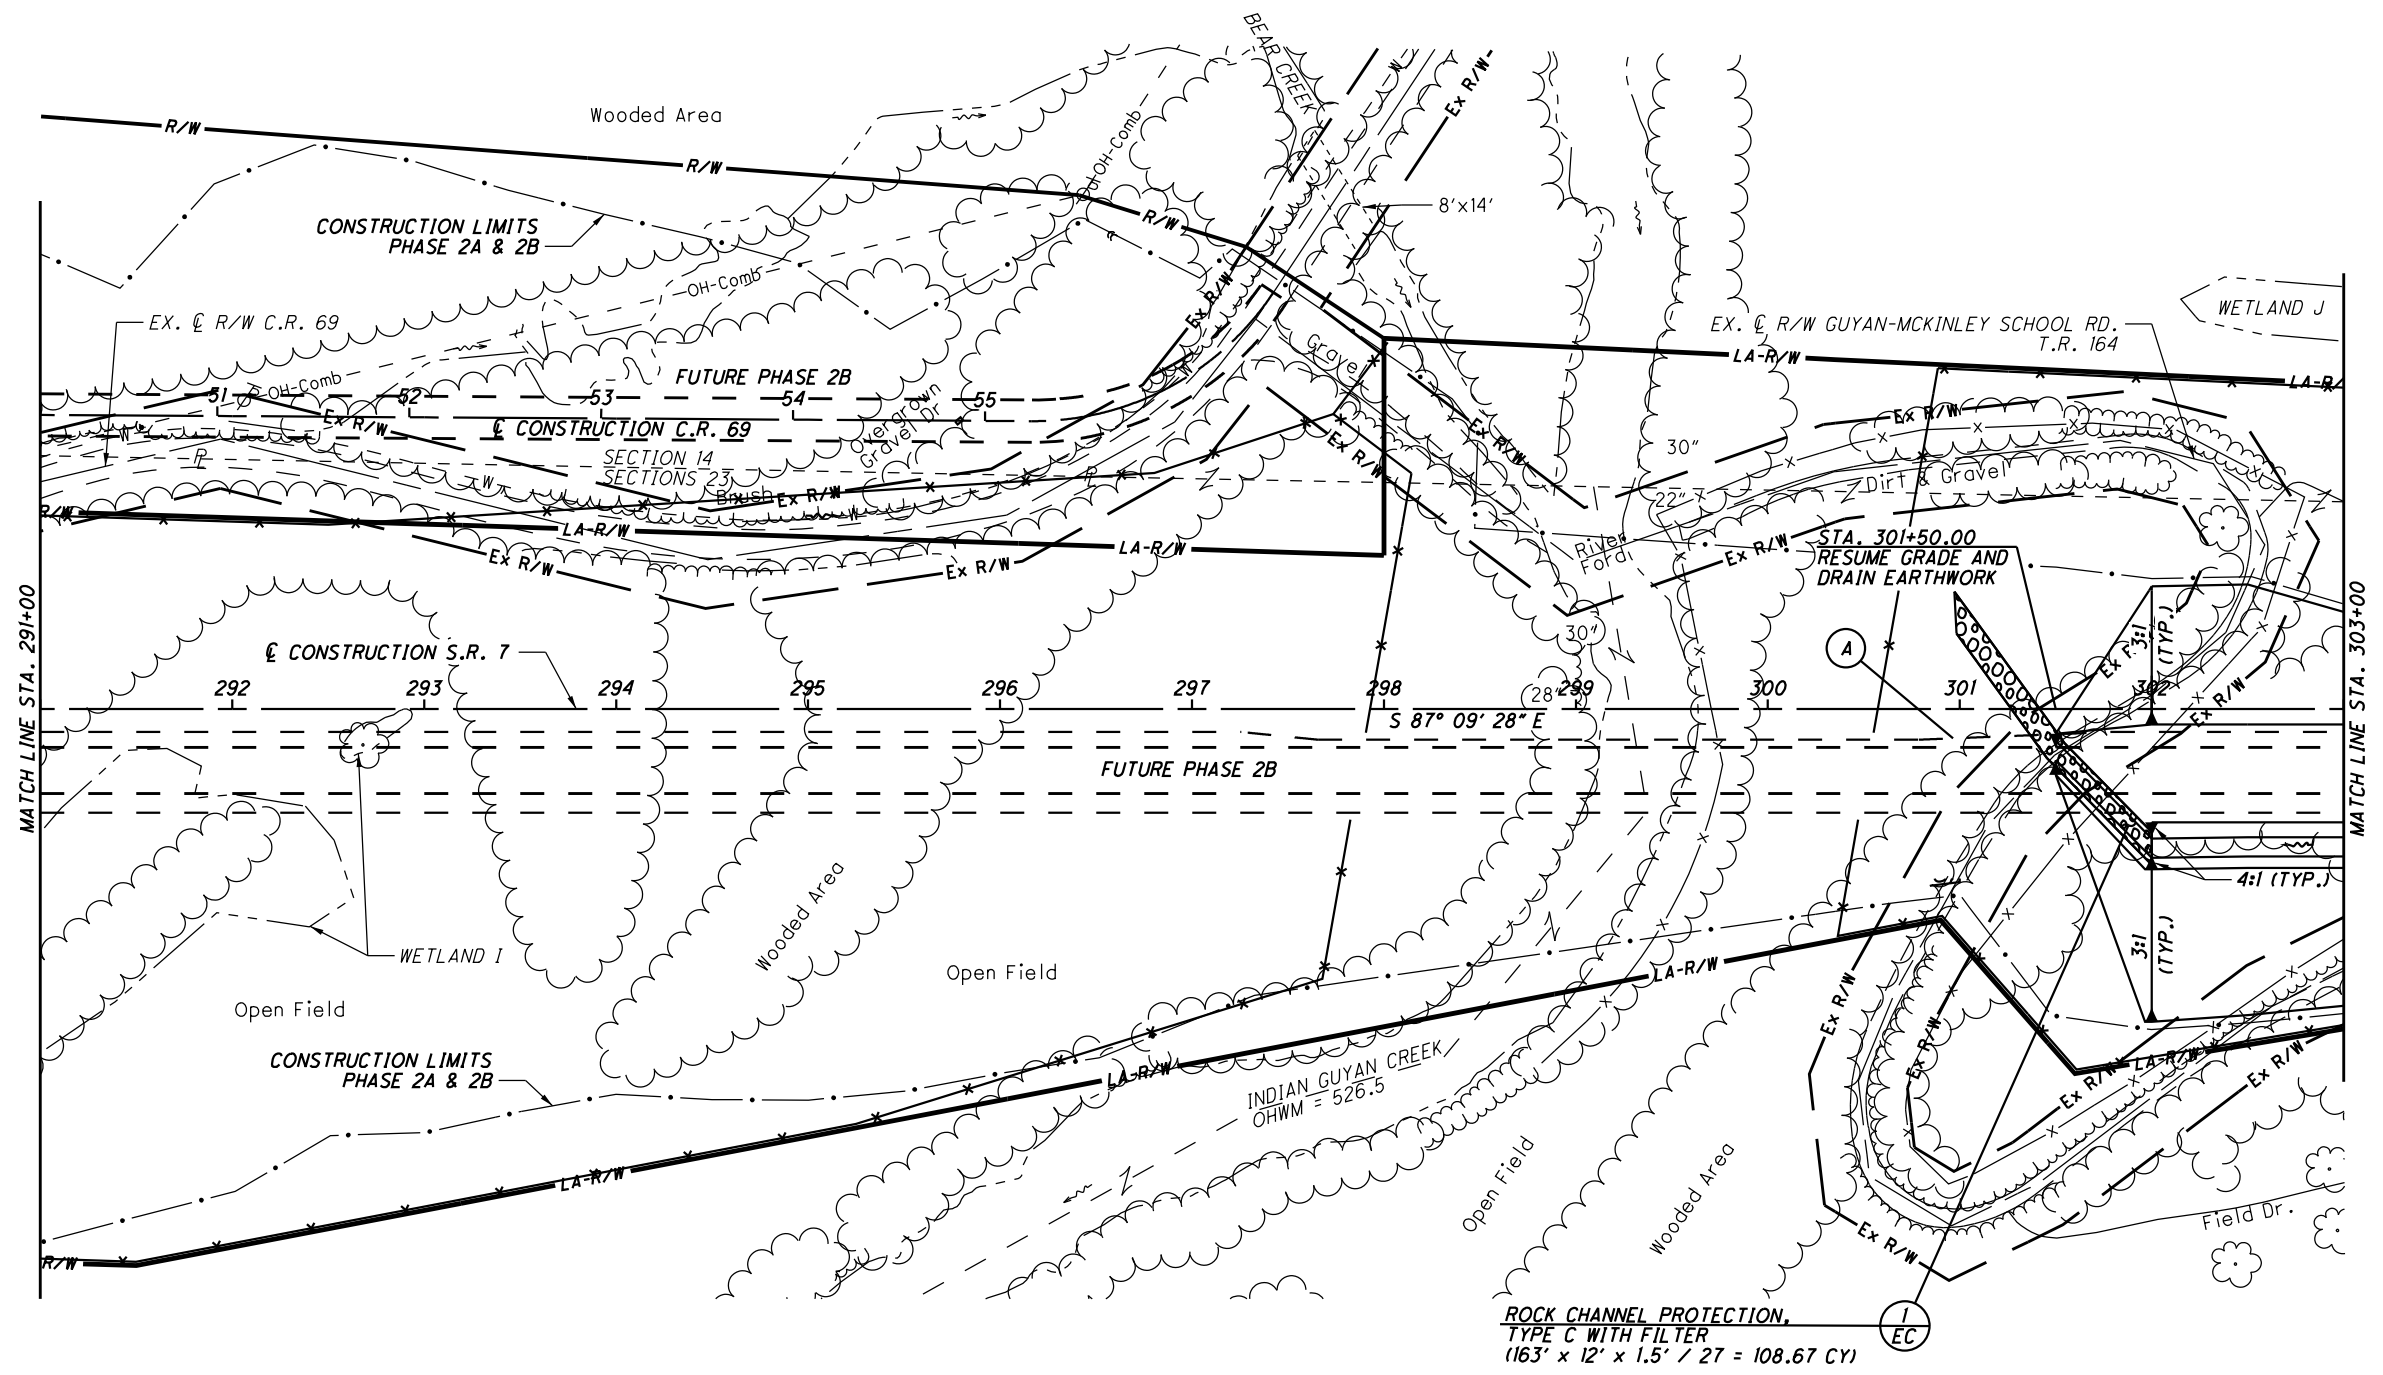 BEAR CREEK
Wooded Area
R/W
R/W
R/W
OH-Comb
Ex R/W
8'x14'
CONSTRUCTION LIMITS
PHASE 2A & 2B
OH-Comb
Ex R/W
EX. ℄ R/W C.R. 69
WETLAND J
EX. ℄ R/W GUYAN-MCKINLEY SCHOOL RD.
T.R. 164
Gravel
LA-R/W
LA-R/
OH-Comb
FUTURE PHASE 2B
51 52 53 54 55
Ex R/W
℄ CONSTRUCTION C.R. 69
Overgrown
Gravel Dr
Ex R/W
Ex R/W
Ex R/W
30"
SECTION 14
SECTIONS 23
W
W
W
Brush
Ex R/W
Dirt & Gravel
22"
R/W
LA-R/W
LA-R/W
Ex R/W
Ex R/W
River
Ford
Ex R/W
STA. 301+50.00
RESUME GRADE AND
DRAIN EARTHWORK
MATCH LINE STA. 291+00
MATCH LINE STA. 303+00
30"
A
3:1
(TYP.)
℄ CONSTRUCTION S.R. 7
28"
292 293 294 295 296 297 298 299 300 301 302
S 87° 09' 28" E
Ex R/W
FUTURE PHASE 2B
4:1 (TYP.)
Wooded Area
3:1
(TYP.)
WETLAND I
Open Field
LA-R/W
Open Field
Ex R/W
Ex R/W
CONSTRUCTION LIMITS
PHASE 2A & 2B
LA-R/W
INDIAN GUYAN CREEK
OHWM = 526.5
LA-R/W
Ex R/W
Ex R/W
LA-R/W
Open Field
Wooded Area
Field Dr.
Ex R/W
R/W
ROCK CHANNEL PROTECTION,
TYPE C WITH FILTER
(163' x 12' x 1.5' / 27 = 108.67 CY)
1
EC